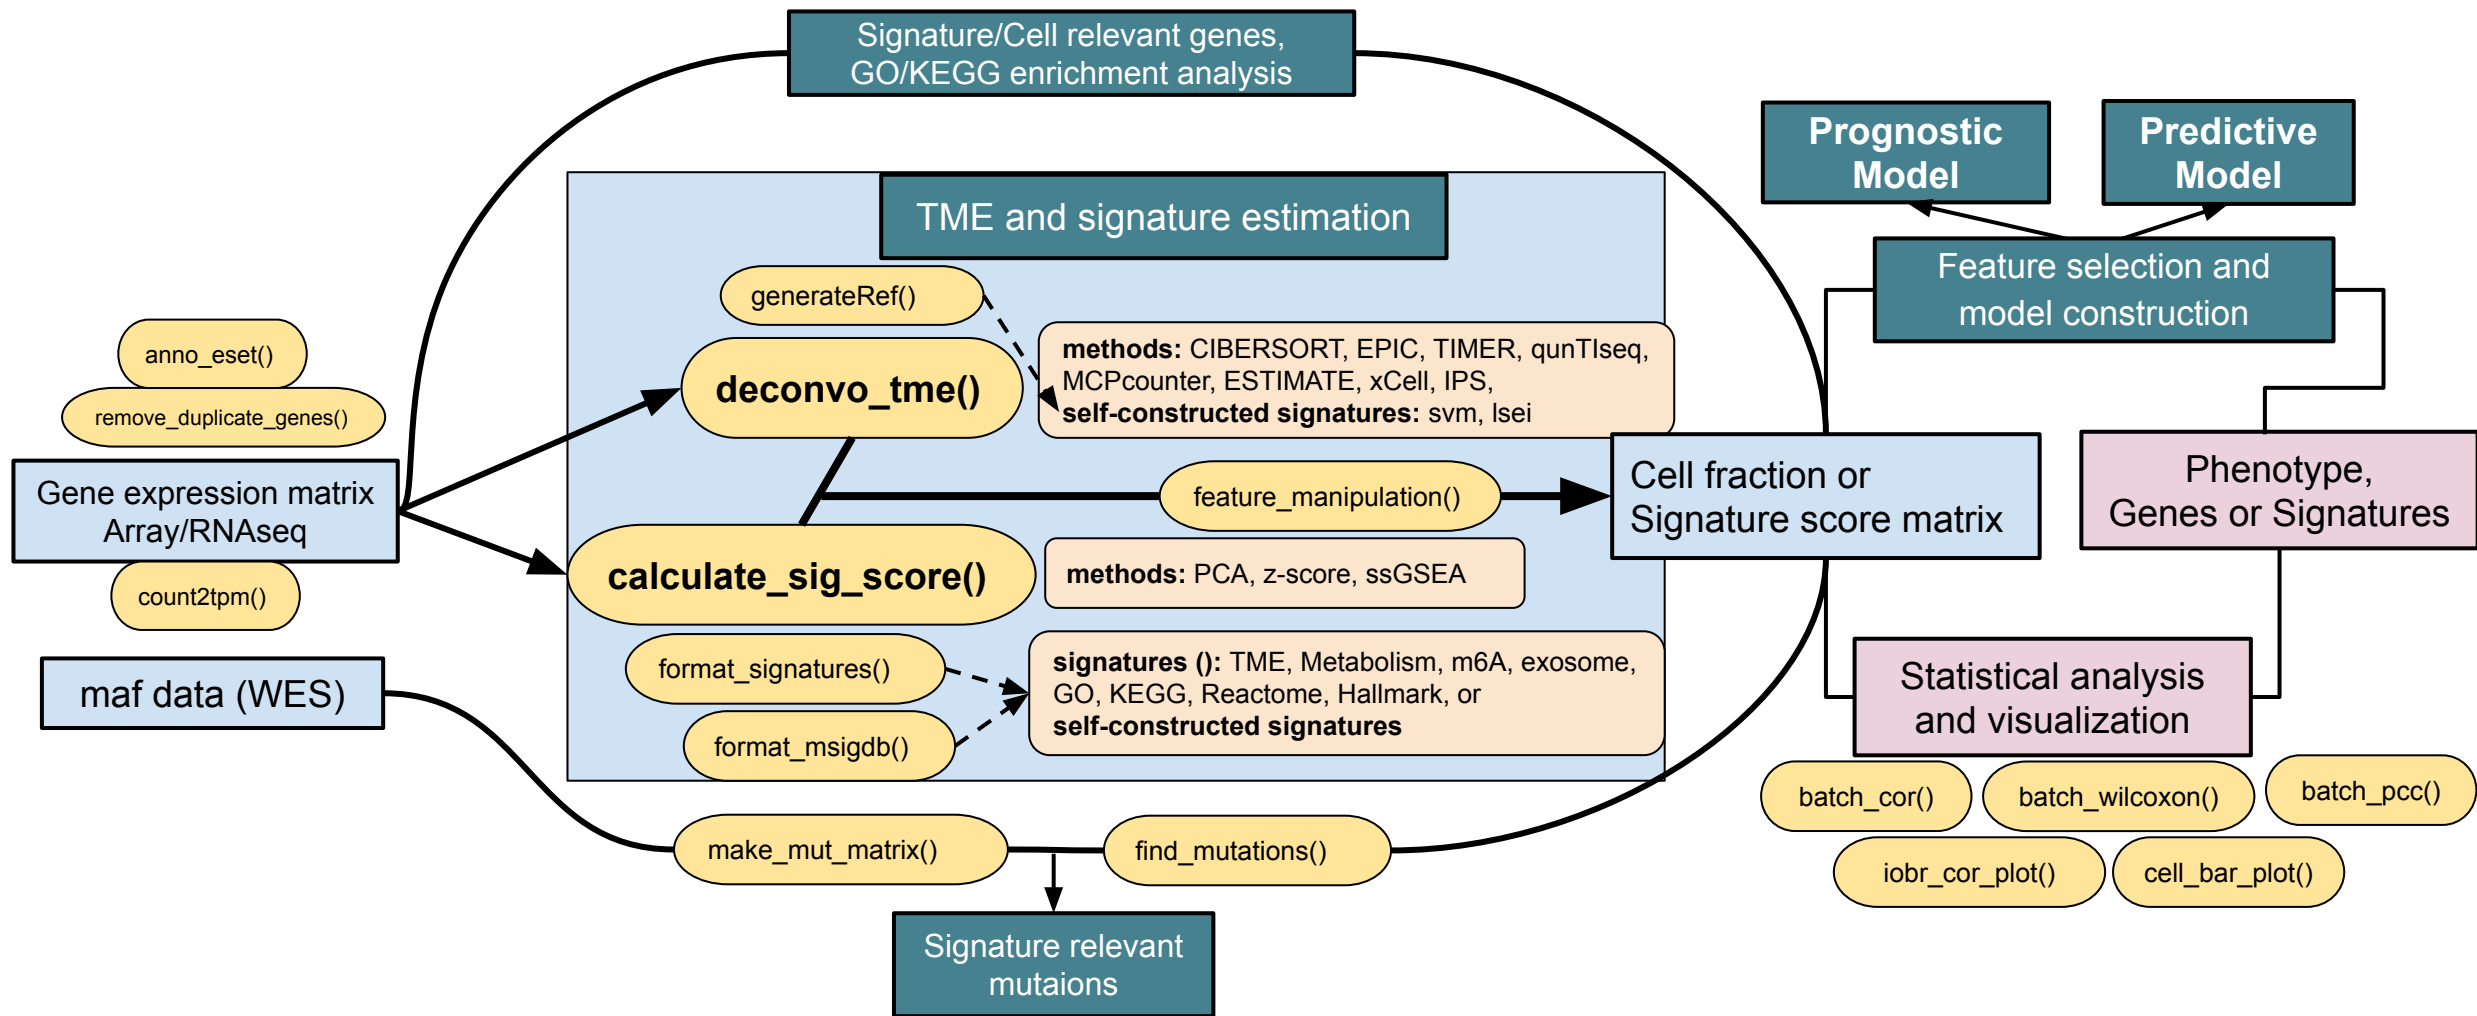 Signature/Cell relevant genes,
GO/KEGG enrichment analysis
Prognostic
Model
Predictive
Model
TME and signature estimation
Feature selection and
model construction
generateRef()
anno_eset()
remove_duplicate_genes()
deconvo_tme()
methods: CIBERSORT, EPIC, TIMER, qunTIseq,
MCPcounter, ESTIMATE, xCell, IPS,
self-constructed signatures: svm, lsei
Gene expression matrix
Array/RNAseq
feature_manipulation()
Cell fraction or
Signature score matrix
Phenotype,
Genes or Signatures
count2tpm()
calculate_sig_score()
methods: PCA, z-score, ssGSEA
maf data (WES)
format_signatures()
format_msigdb()
signatures (): TME, Metabolism, m6A, exosome,
GO, KEGG, Reactome, Hallmark, or
self-constructed signatures
Statistical analysis
and visualization
batch_cor()
batch_wilcoxon()
batch_pcc()
iobr_cor_plot()
cell_bar_plot()
make_mut_matrix()
find_mutations()
Signature relevant
mutaions